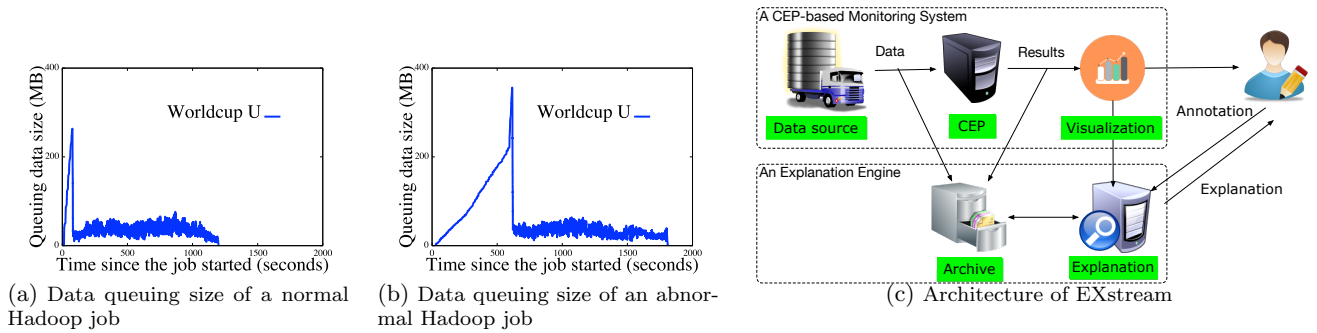 Queuing data size (MB)
400
200
0
Worldcup U
0
500
1000
1500
2000
Time since the job started (seconds)
(a) Data queuing size of a normal
Hadoop job
Queuing data size (MB)
400
200
0
Worldcup U
0
500
1000
1500
2000
Time since the job started (seconds)
(b) Data queuing size of an abnor-
mal Hadoop job
A CEP-based Monitoring System
Data
Results
Data source
CEP
Visualization
Annotation
Explanation
An Explanation Engine
Archive
Explanation
(c) Architecture of EXstream